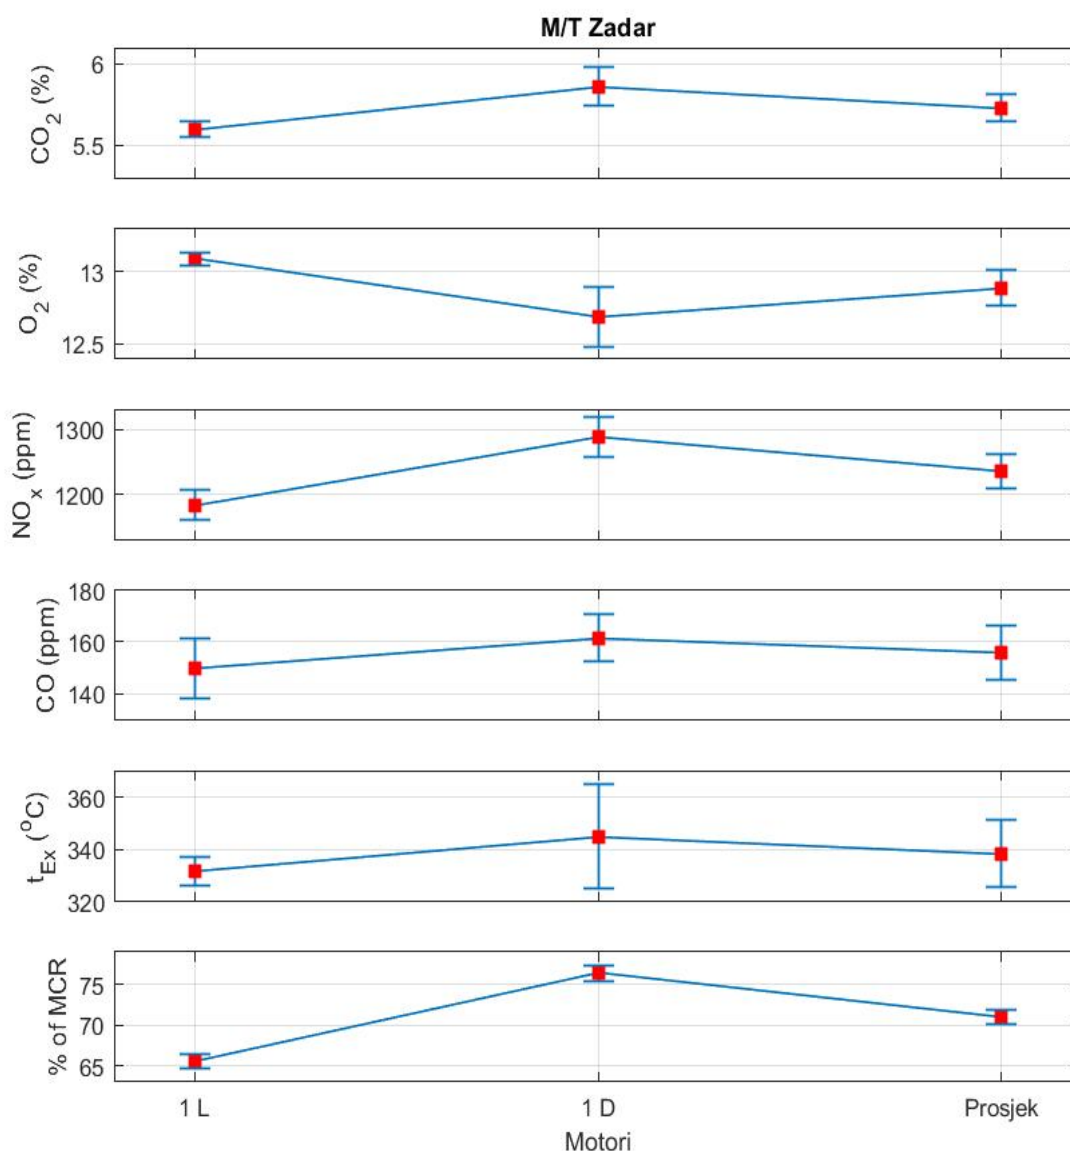 M/T Zadar
CO2 (%)
6
5.5
O2 (%)
13
12.5
NOx (ppm)
1300
1200
CO (ppm)
180
160
140
tEx (oC)
360
340
320
% of MCR
75
70
65
1 L
1 D
Prosjek
Motori